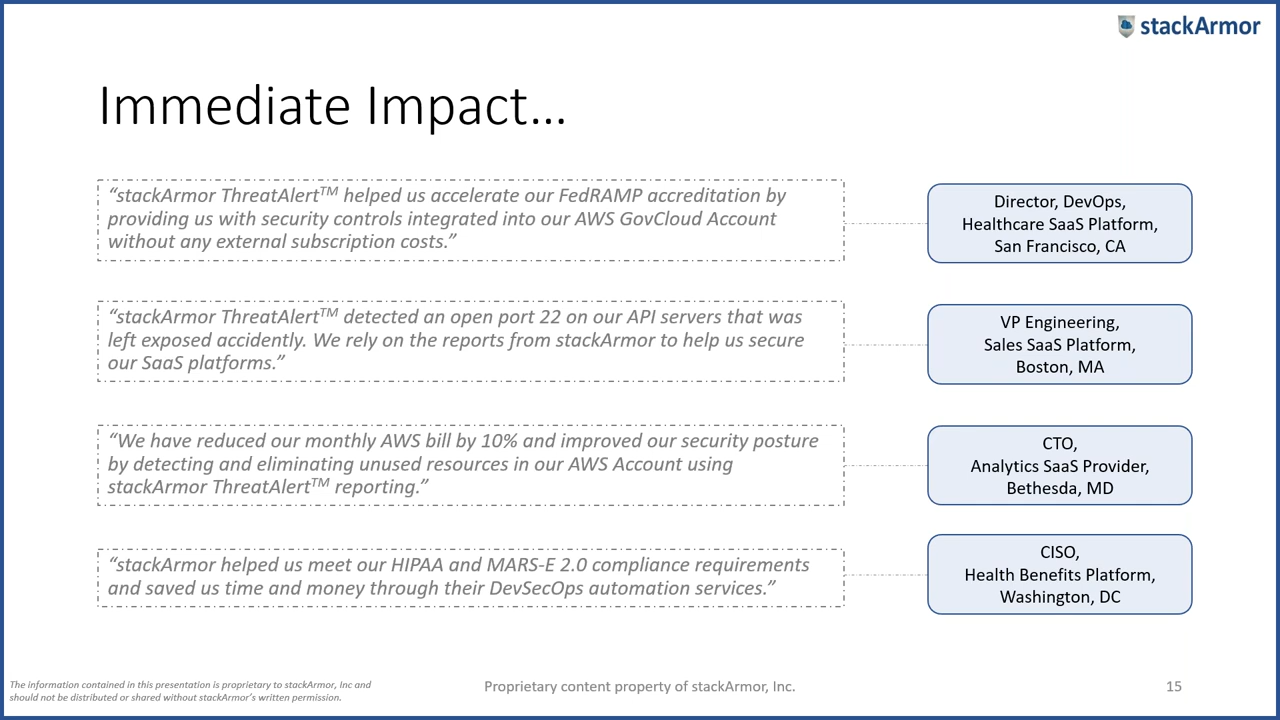 stackArmor
Immediate Impact...
“stackArmor ThreatAlertTM helped us accelerate our FedRAMP accreditation by
providing us with security controls integrated into our AWS GovCloud Account
without any external subscription costs.”
Director, DevOps,
Healthcare SaaS Platform,
San Francisco, CA
“stackArmor ThreatAlertTM detected an open port 22 on our API servers that was
left exposed accidently. We rely on the reports from stackArmor to help us secure
our SaaS platforms.”
VP Engineering,
Sales SaaS Platform,
Boston, MA
“We have reduced our monthly AWS bill by 10% and improved our security posture
by detecting and eliminating unused resources in our AWS Account using
stackArmor ThreatAlertTM reporting.”
CTO,
Analytics SaaS Provider,
Bethesda, MD
“stackArmor helped us meet our HIPAA and MARS-E 2.0 compliance requirements
and saved us time and money through their DevSecOps automation services.”
CISO,
Health Benefits Platform,
Washington, DC
The information contained in this presentation is proprietary to stackArmor, Inc and
should not be distributed or shared without stackArmor’s written permission.
Proprietary content property of stackArmor, Inc.
15